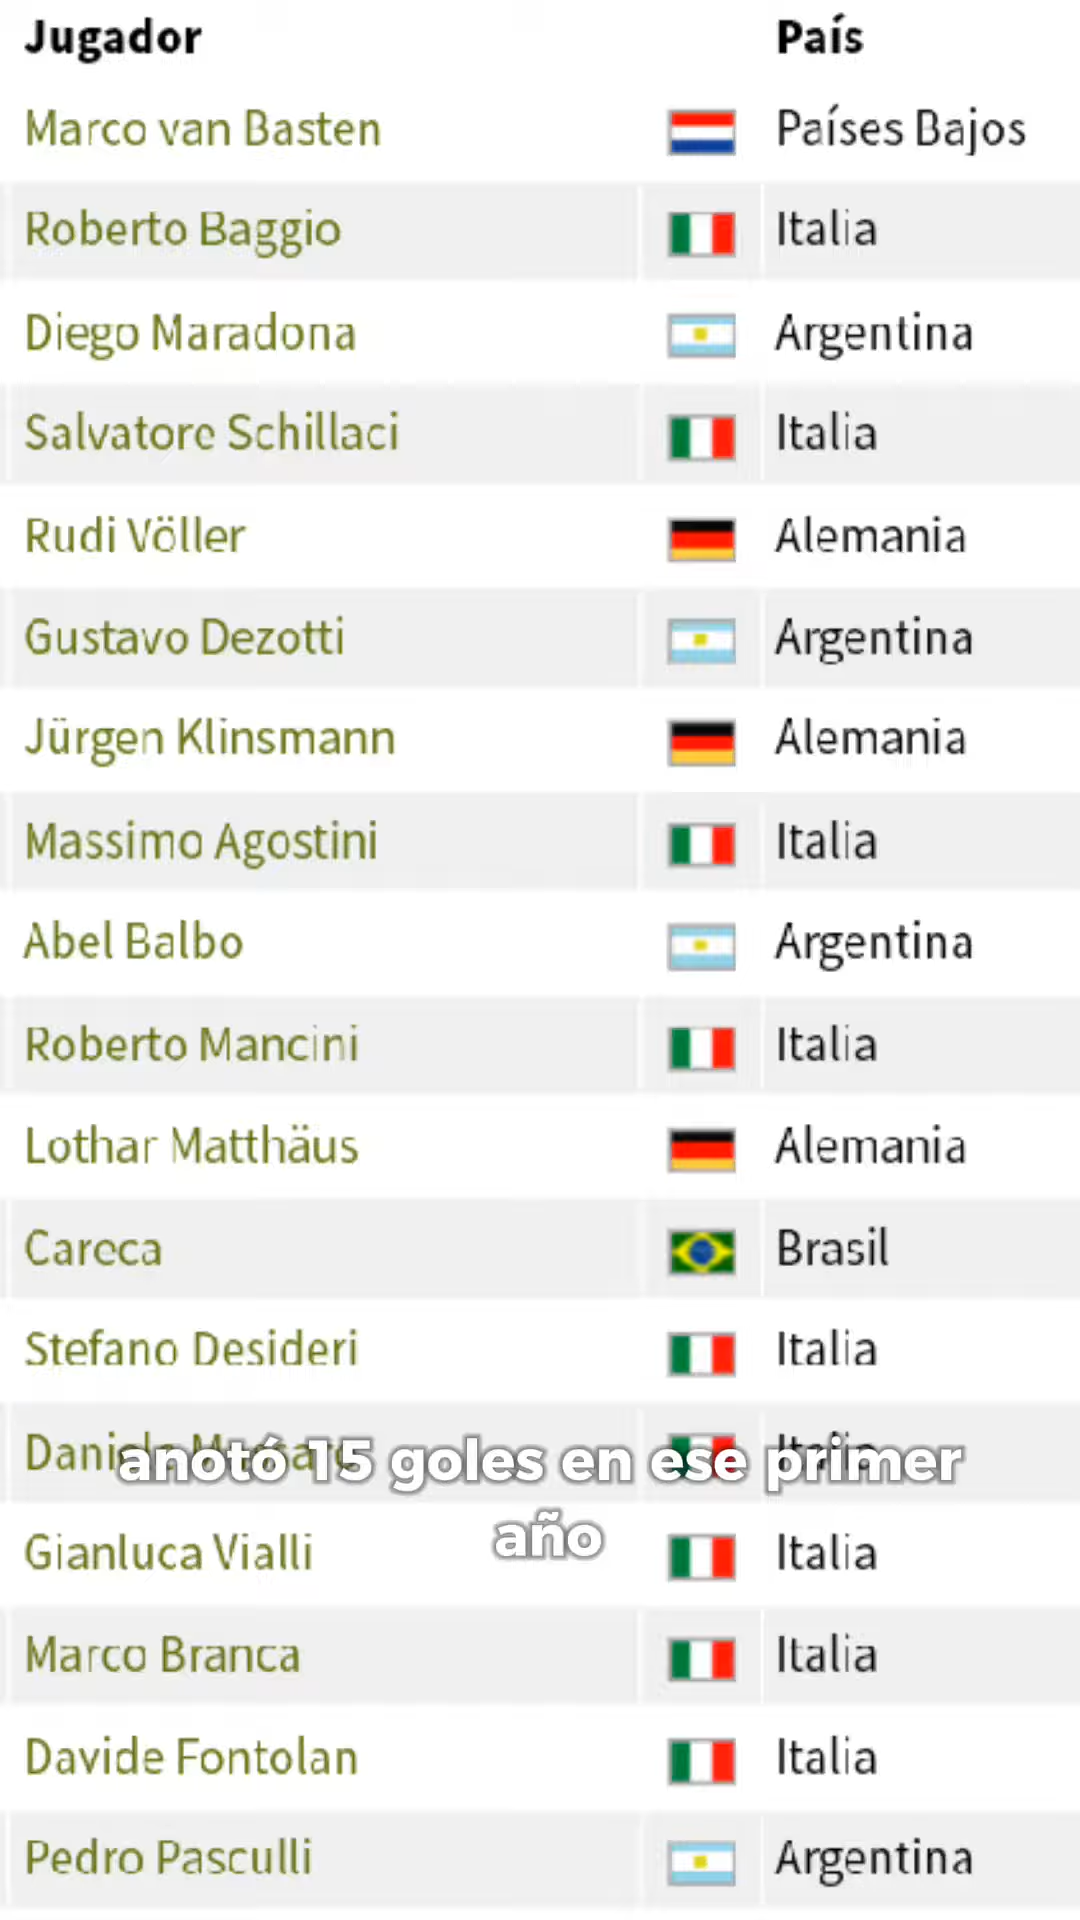 Jugador País
Marco van Basten Países Bajos
Roberto Baggio Italia
Diego Maradona Argentina
Salvatore Schillaci Italia
Rudi Völler Alemania
Gustavo Dezotti Argentina
Jürgen Klinsmann Alemania
Massimo Agostini Italia
Abel Balbo Argentina
Roberto Mancini Italia
Lothar Matthäus Alemania
Careca Brasil
Stefano Desideri Italia
Daniele Massaro Italia
anotó 15 goles en ese primer
año
Gianluca Vialli Italia
Marco Branca Italia
Davide Fontolan Italia
Pedro Pasculli Argentina